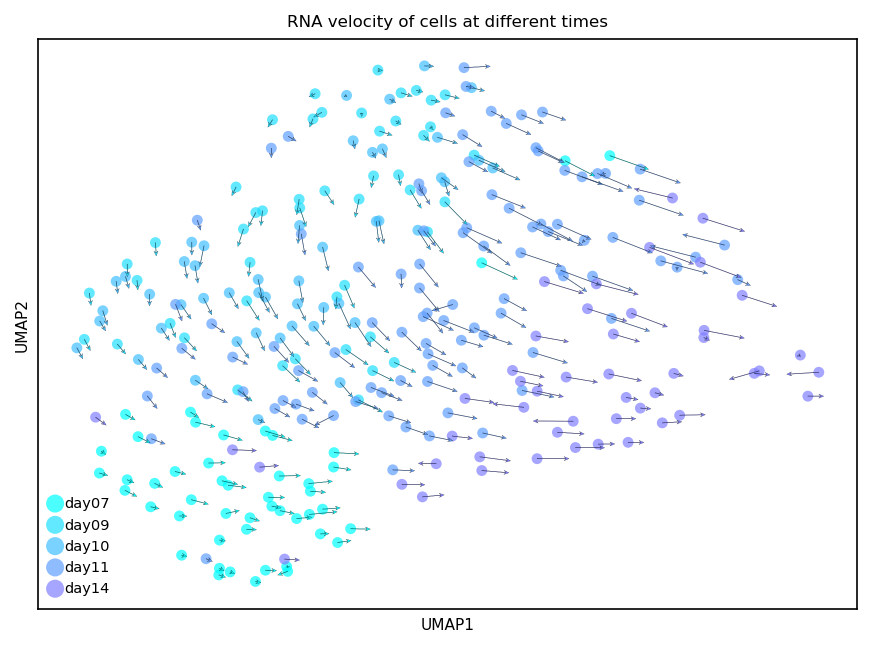 RNA velocity of cells at different times
UMAP2
day07
day09
day10
day11
day14
UMAP1